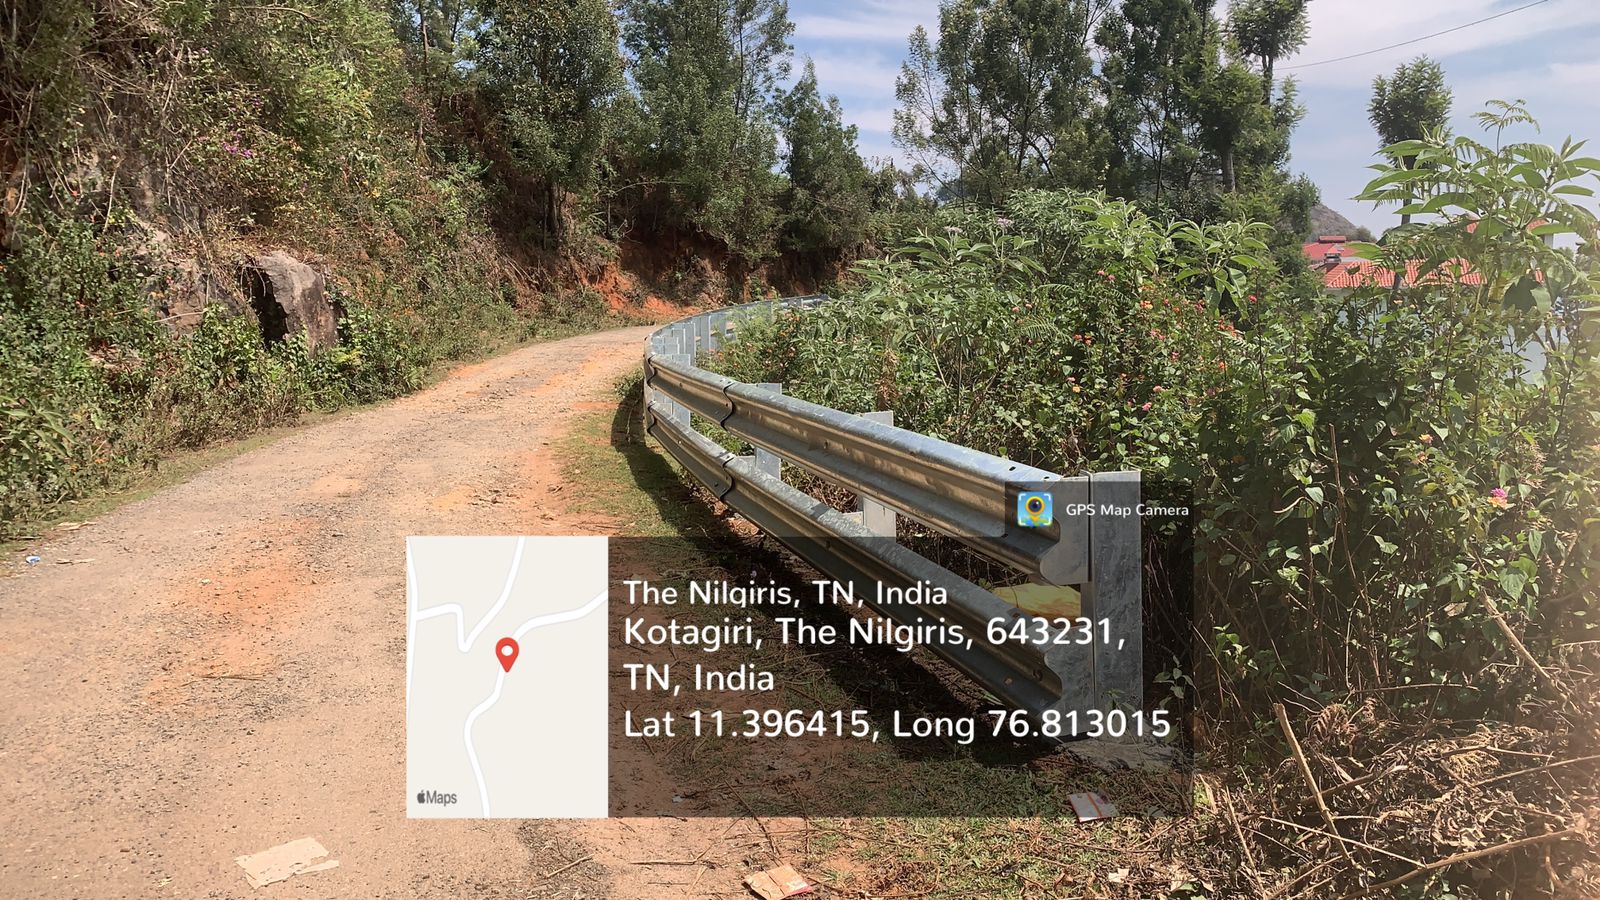 GPS Map Camera
The Nilgiris, TN, India
Kotagiri, The Nilgiris, 643231,
TN, India
Lat 11.396415, Long 76.813015
Maps